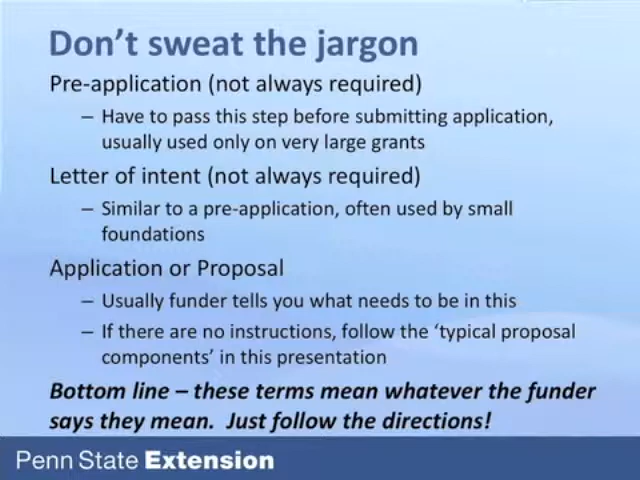 Don't sweat the jargon
Pre-application (not always required)
– Have to pass this step before submitting application,
usually used only on very large grants
Letter of intent (not always required)
– Similar to a pre-application, often used by small
foundations
Application or Proposal
– Usually funder tells you what needs to be in this
– If there are no instructions, follow the ‘typical proposal
components’ in this presentation
Bottom line – these terms mean whatever the funder
says they mean.  Just follow the directions!
Penn State Extension